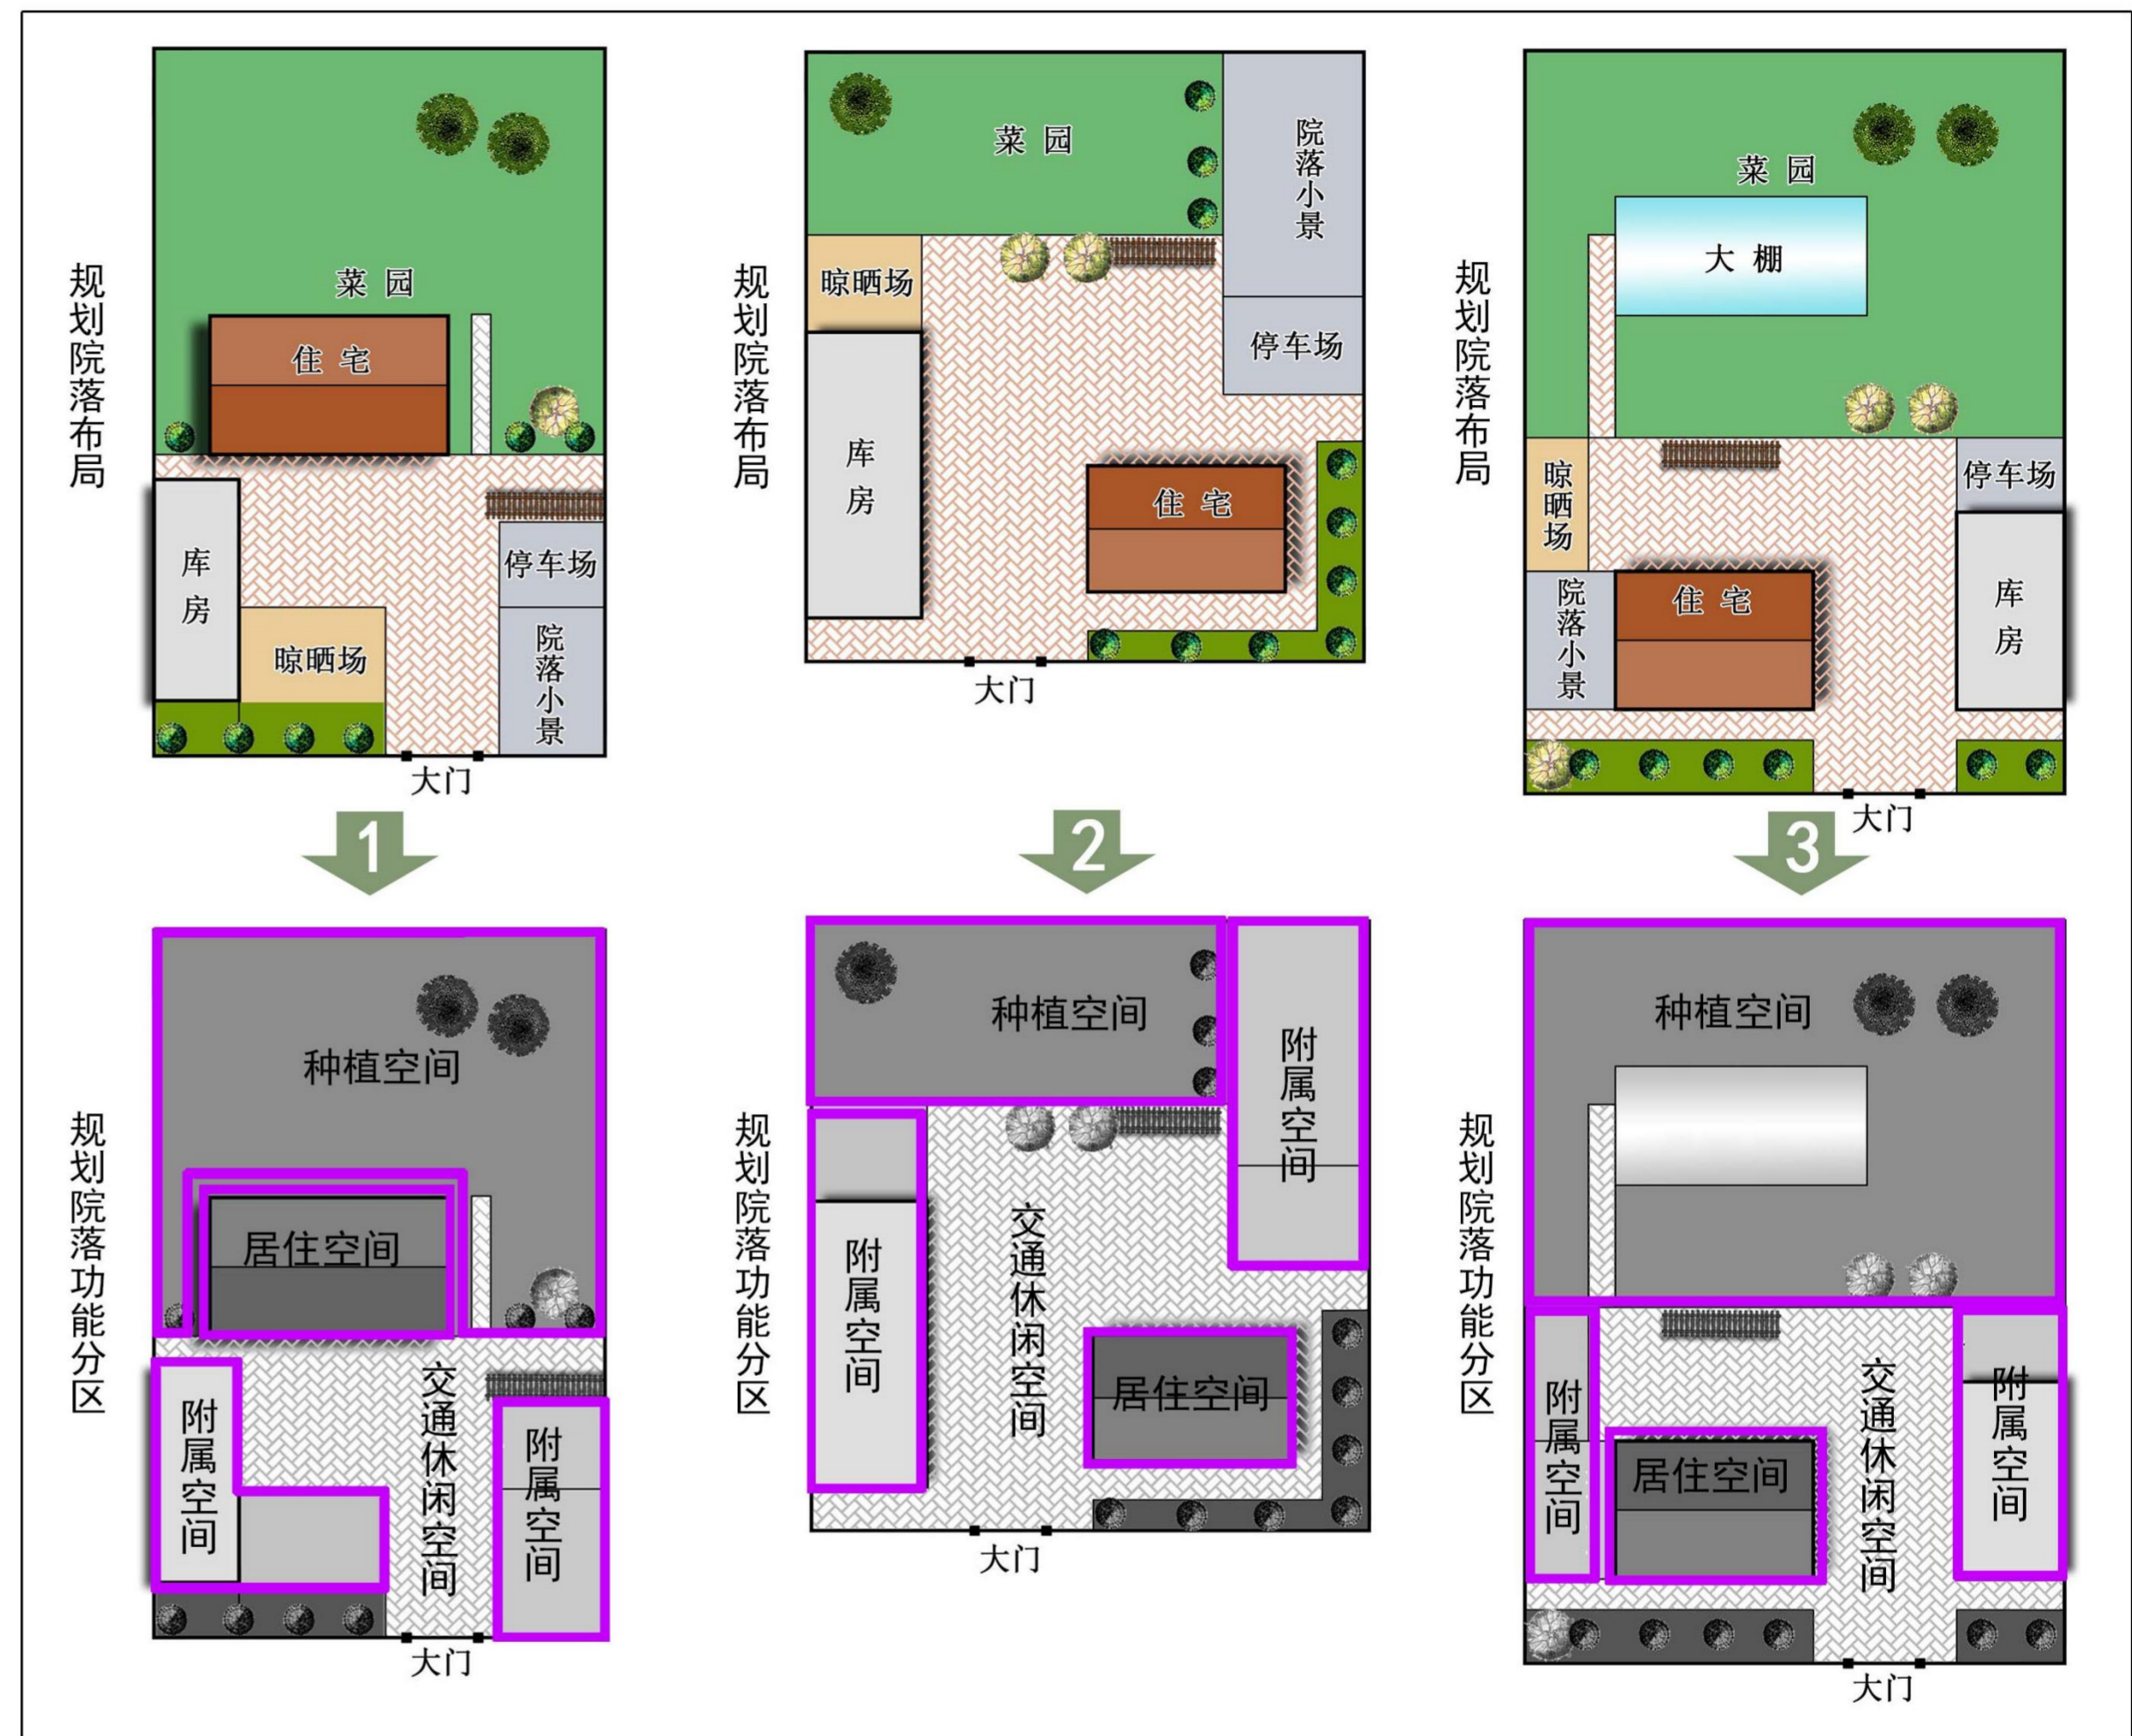 规划院落布局
菜 园
住 宅
库房
停车场
晾晒场
院落小景
大门
规划院落布局
菜 园
院落小景
晾晒场
停车场
库房
住 宅
大门
规划院落布局
菜 园
大 棚
晾晒场
停车场
院落小景
住 宅
库房
大门
1
2
3
规划院落功能分区
种植空间
居住空间
附属空间
交通休闲空间
附属空间
大门
规划院落功能分区
种植空间
附属空间
附属空间
交通休闲空间
居住空间
大门
规划院落功能分区
种植空间
附属空间
居住空间
交通休闲空间
附属空间
大门